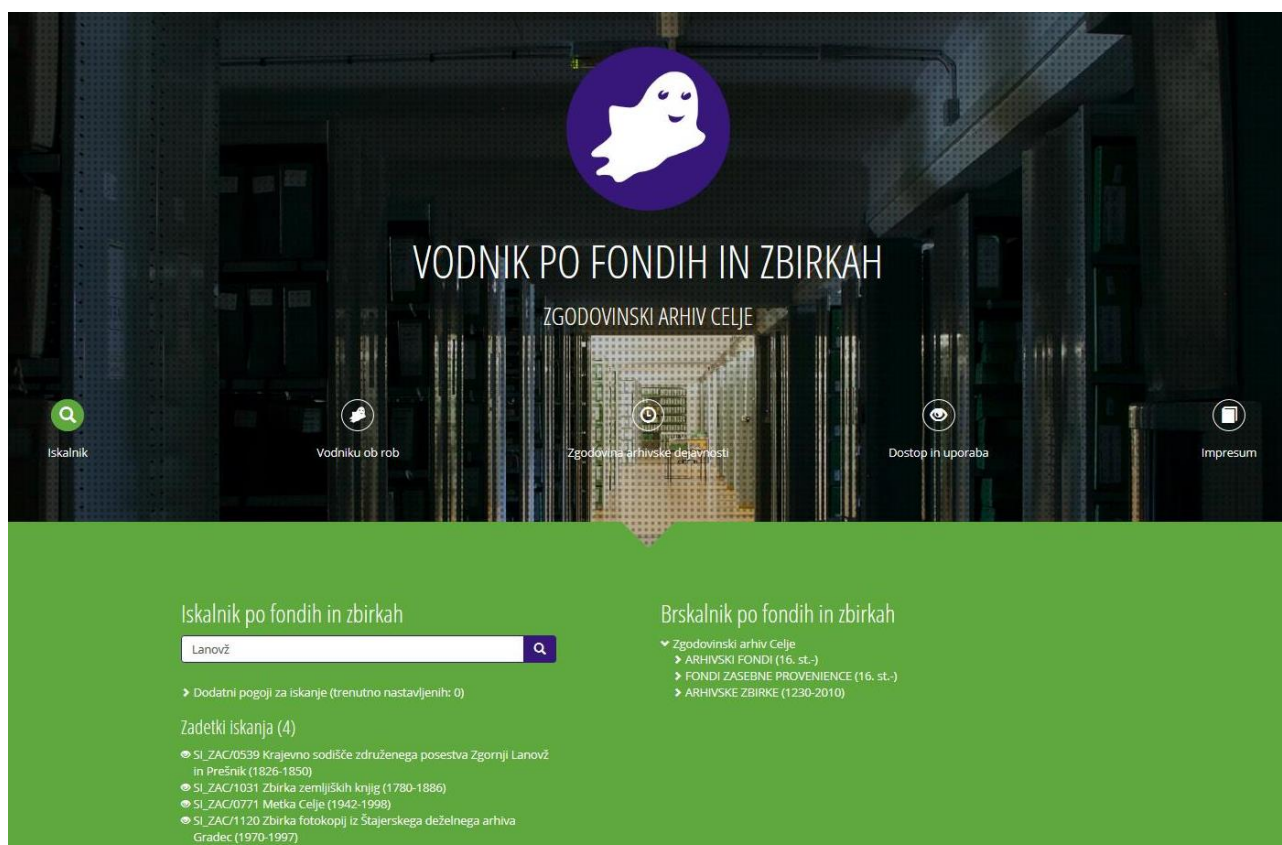 VODNIK PO FONDIH IN ZBIRKAH
ZGODOVINSKI ARHIV CELJE
Iskalnik
Vodniku ob rob
Zgodovina arhivske dejavnosti
Dostop in uporaba
Impresum
Iskalnik po fondih in zbirkah
Lanovž
Dodatni pogoji za iskanje (trenutno nastavljenih: 0)
Zadetki iskanja (4)
SI_ZAC/0539 Krajevno sodišče združenega posestva Zgornji Lanovž
in Prešnik (1826-1850)
SI_ZAC/1031 Zbirka zemljiških knjig (1780-1886)
SI_ZAC/0771 Metka Celje (1942-1998)
SI_ZAC/1120 Zbirka fotokopij iz Štajerskega deželnega arhiva
Gradec (1970-1997)
Brskalnik po fondih in zbirkah
Zgodovinski arhiv Celje
ARHIVSKI FONDI (16. st.-)
FONDI ZASEBNE PROVENIENCE (16. st.-)
ARHIVSKE ZBIRKE (1230-2010)